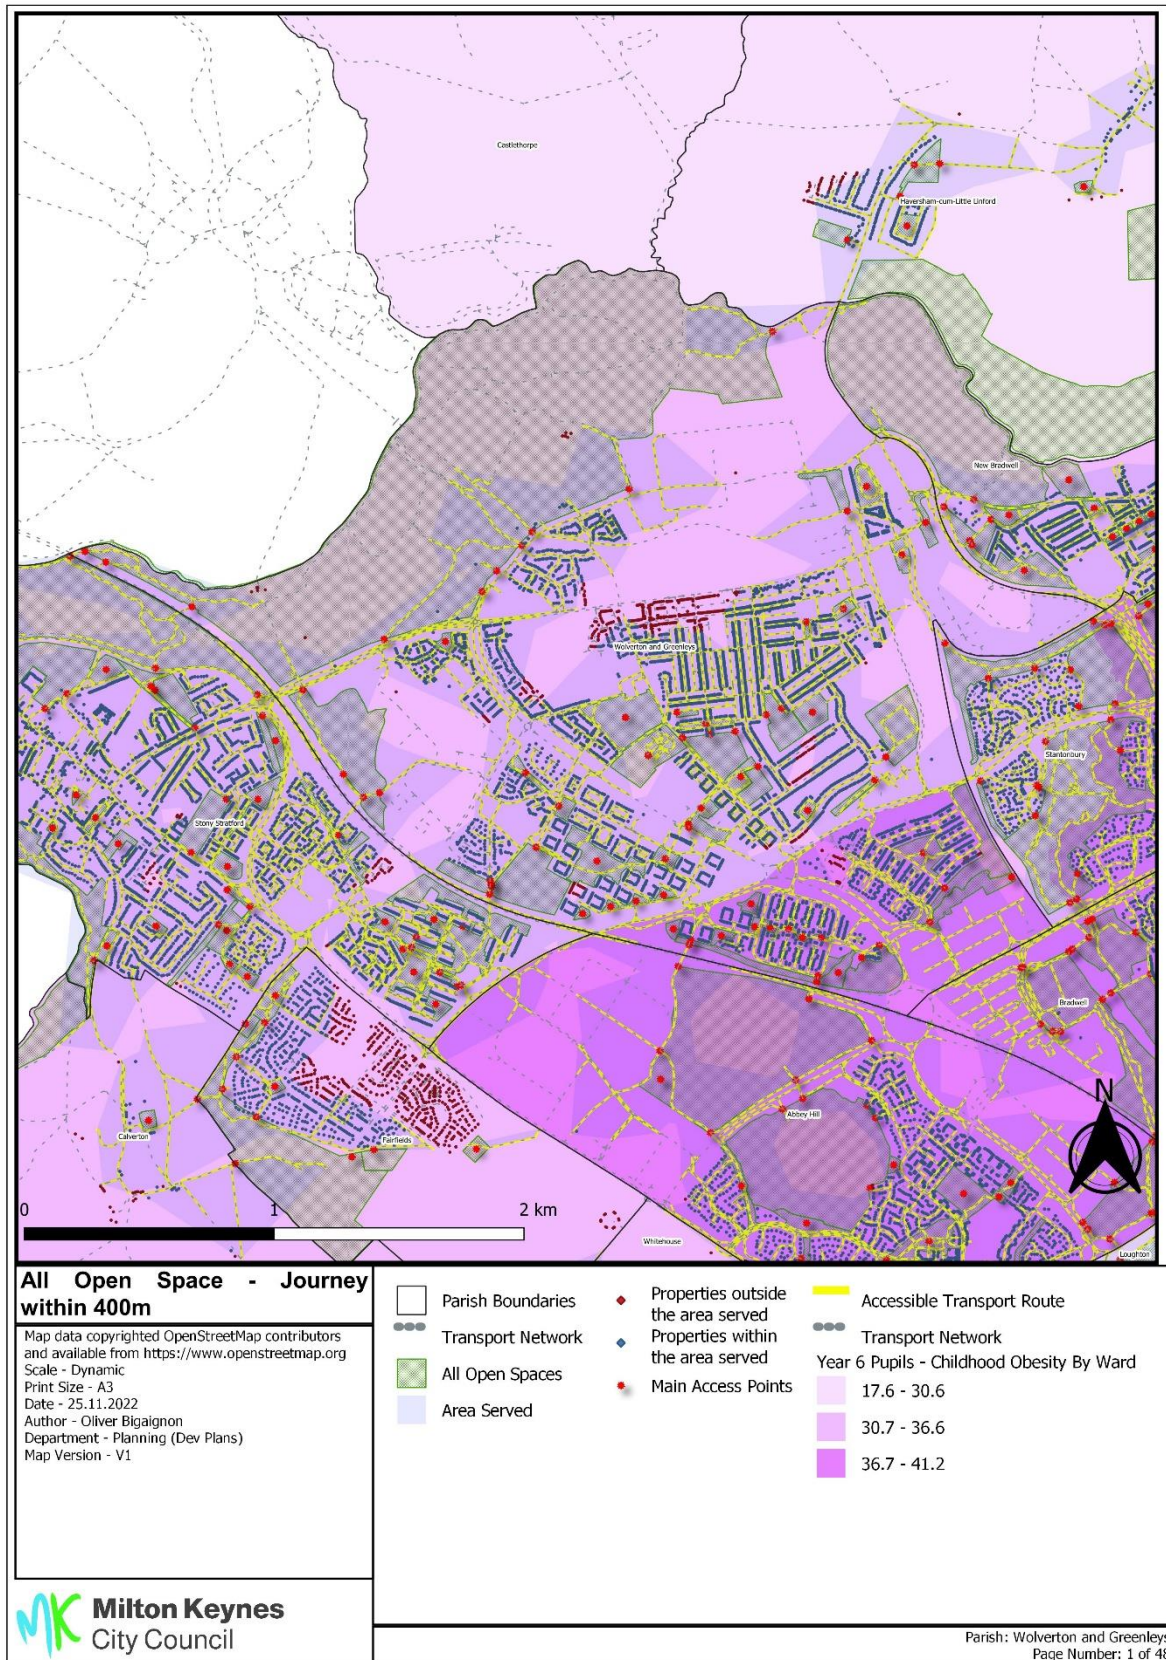 Castlethorpe
Haversham-cum-Little Linford
New Bradwell
Wolverton and Greenleys
Stantonbury
Stony Stratford
Bradwell
Abbey Hill
Calverton
Fairfields
Whitehouse
Loughton
N
0 1 2 km
All Open Space - Journey
within 400m
Map data copyrighted OpenStreetMap contributors
and available from https://www.openstreetmap.org
Scale - Dynamic
Print Size - A3
Date - 25.11.2022
Author - Oliver Bigaignon
Department - Planning (Dev Plans)
Map Version - V1
Parish Boundaries
Transport Network
All Open Spaces
Area Served
Properties outside
the area served
Properties within
the area served
Main Access Points
Accessible Transport Route
Transport Network
Year 6 Pupils - Childhood Obesity By Ward
17.6 - 30.6
30.7 - 36.6
36.7 - 41.2
MK Milton Keynes
City Council
Parish: Wolverton and Greenleys
Page Number: 1 of 48